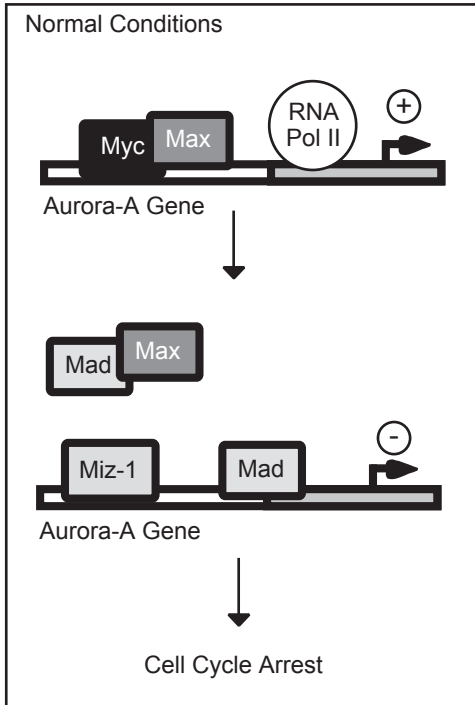 Normal Conditions
RNA
Pol II
+
Myc
Max
Aurora-A Gene
Mad
Max
-
Miz-1
Mad
Aurora-A Gene
Cell Cycle Arrest